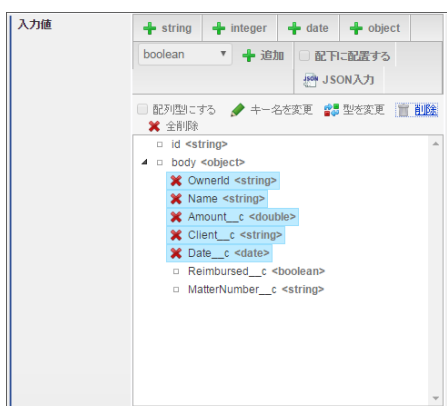 入力値
string integer date object
boolean 追加 配下に配置する
JSON入力
配列型にする キー名を変更 型を変更 削除
全削除
id <string>
body <object>
OwnerId <string>
Name <string>
Amount__c <double>
Client__c <string>
Date__c <date>
Reimbursed__c <boolean>
MatterNumber__c <string>